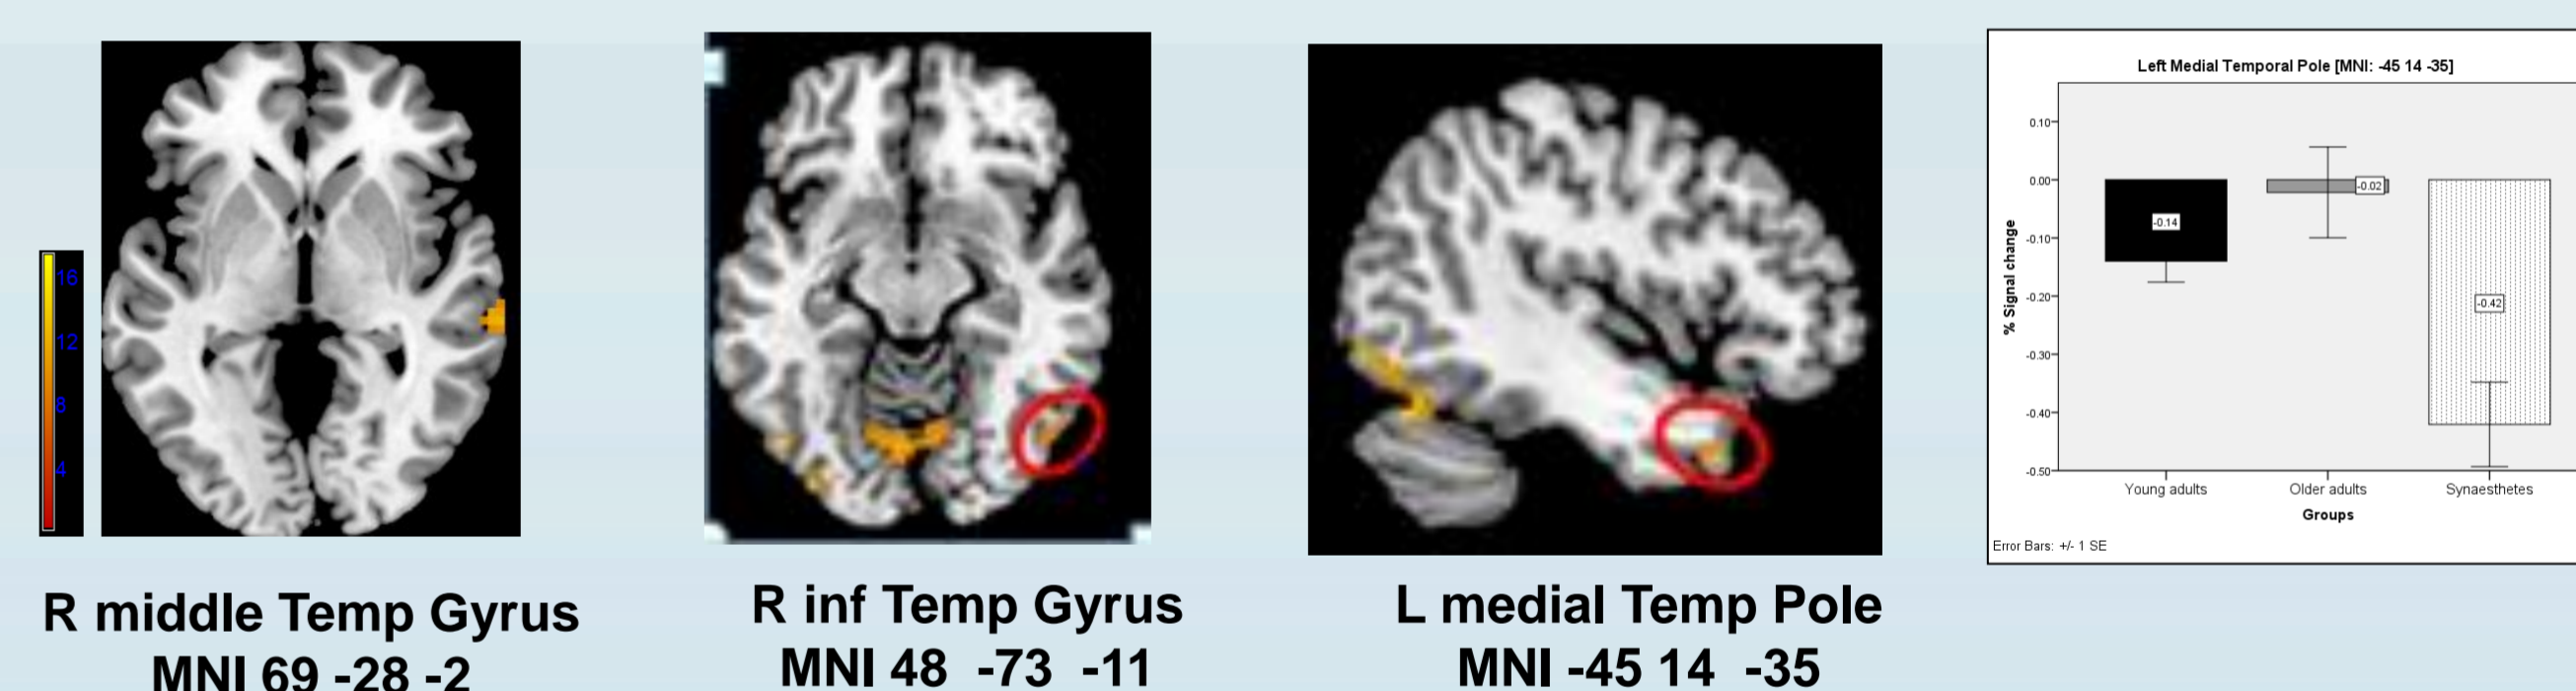 16
12
8
4
R middle Temp Gyrus
MNI 69 -28 -2
R inf Temp Gyrus
MNI 48 -73 -11
L medial Temp Pole
MNI -45 14 -35
Left Medial Temporal Pole [MNI: -45 14 -35]
% Signal change
0.10
0.00
-0.10
-0.20
-0.30
-0.40
-0.50
-0.14
-0.02
-0.42
Young adults Older adults Synaesthetes
Groups
Error Bars: +/- 1 SE